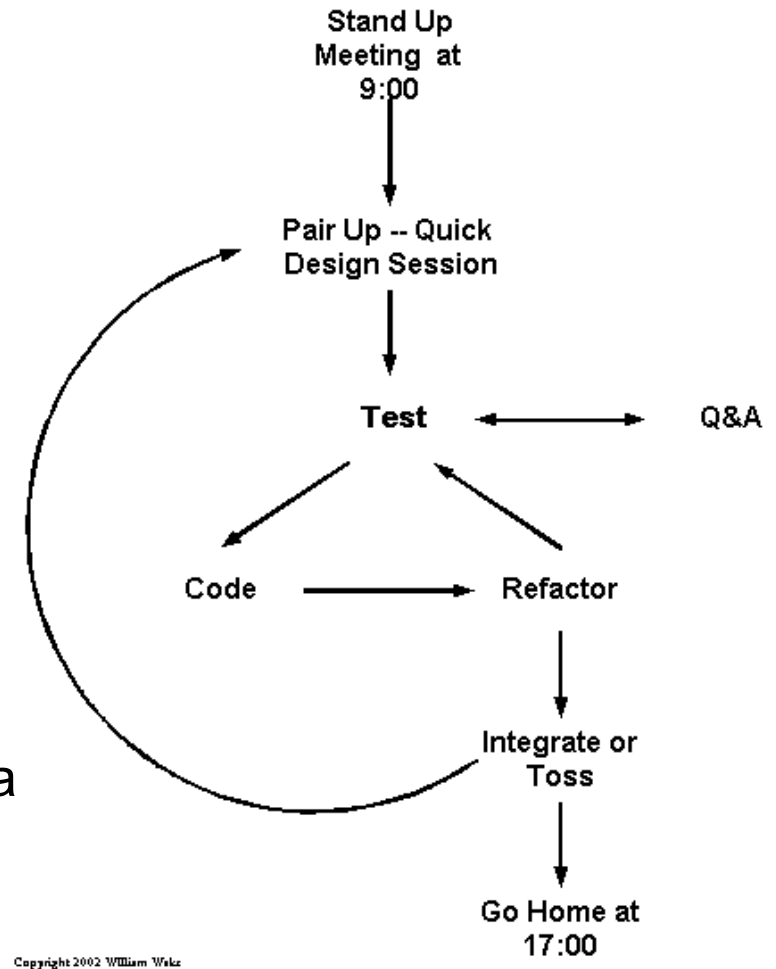 Stand Up
Meeting at
9:00
Pair Up -- Quick
Design Session
Test
Q&A
Code
Refactor
Integrate or
Toss
a
Go Home at
17:00
Copyright 2002 William Wake